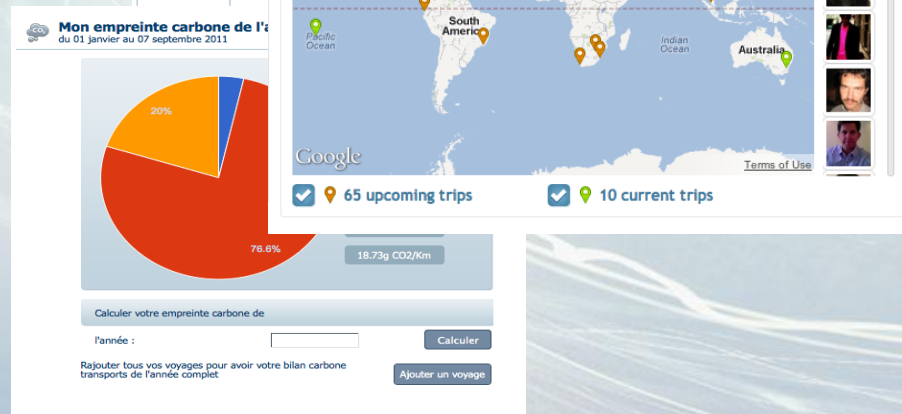 Mon empreinte carbone de l'a
du 01 janvier au 07 septembre 2011
20%
76.6%
18.73g CO2/Km
Calculer votre empreinte carbone de
l'année :
Calculer
Rajouter tous vos voyages pour avoir votre bilan carbone
transports de l'année complet
Ajouter un voyage
Pacific
Ocean
South
Americ
Indian
Ocean
Australia
Google
Terms of Use
65 upcoming trips
10 current trips